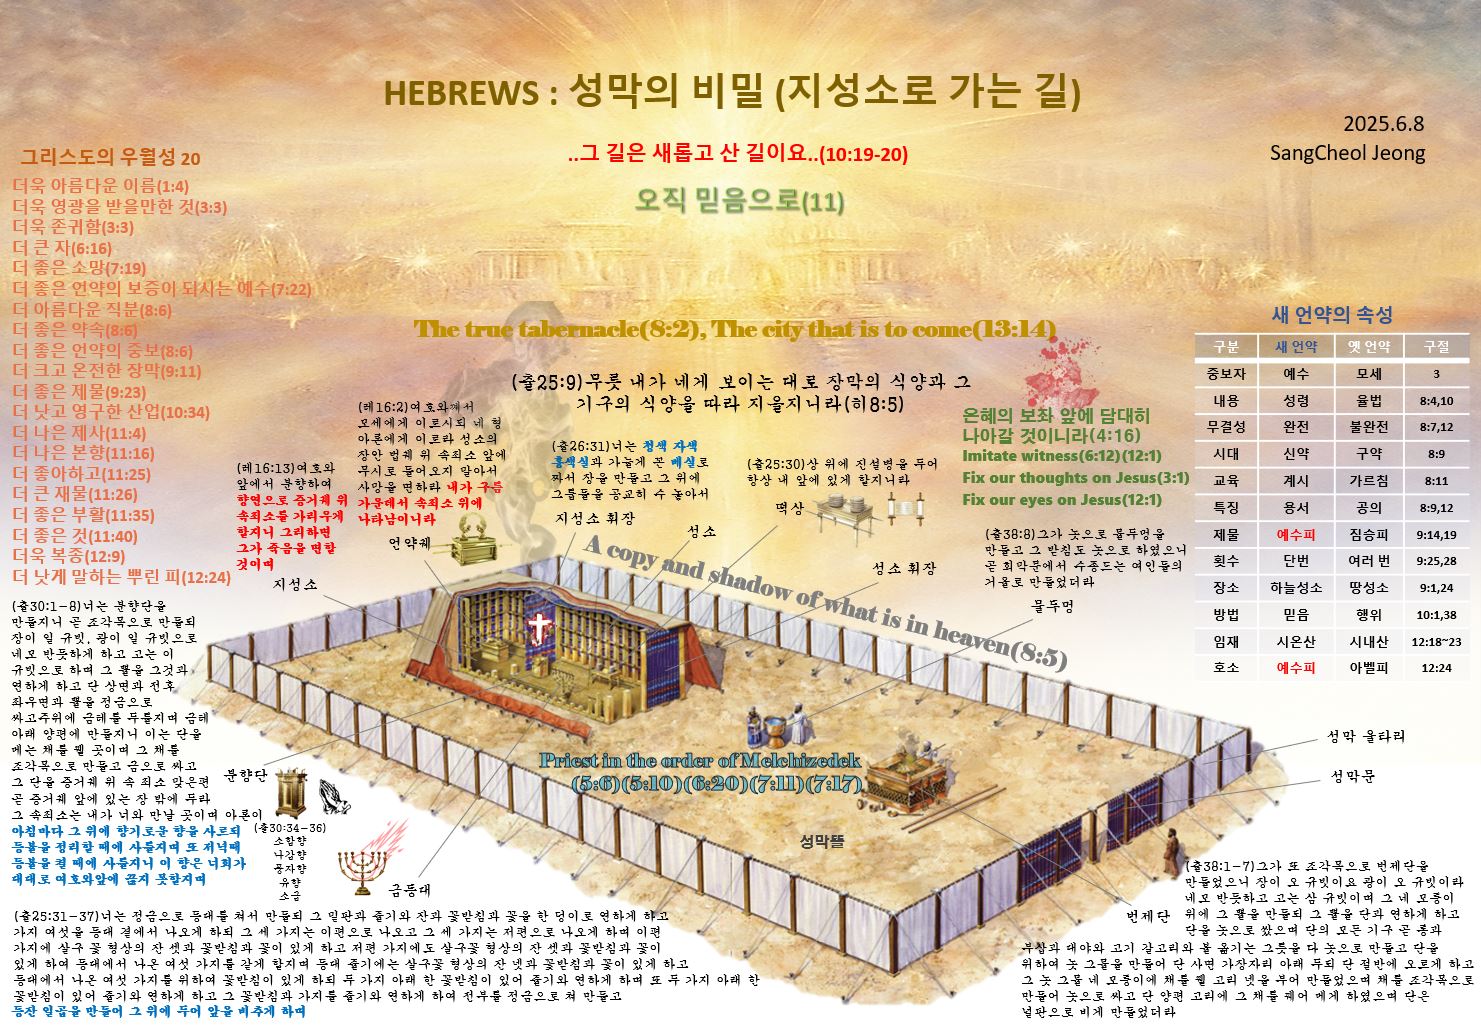 HEBREWS : 성막의 비밀 (지성소로 가는 길)
..그 길은 새롭고 산 길이요..(10:19-20)
오직 믿음으로(11)
2025.6.8
SangCheol Jeong
그리스도의 우월성 20
더욱 아름다운 이름(1:4)
더욱 영광을 받을만한 것(3:3)
더욱 존귀함(3:3)
더 큰 자(6:16)
더 좋은 소망(7:19)
더 좋은 언약의 보증이 되시는 예수(7:22)
더 아름다운 직분(8:6)
더 좋은 약속(8:6)
더 좋은 언약의 중보(8:6)
더 크고 온전한 장막(9:11)
더 좋은 제물(9:23)
더 낫고 영구한 산업(10:34)
더 나은 제사(11:4)
더 나은 본향(11:16)
더 좋아하고(11:25)
더 큰 재물(11:26)
더 좋은 부활(11:35)
더 좋은 것(11:40)
더욱 복종(12:9)
더 낫게 말하는 뿌린 피(12:24)
The true tabernacle(8:2), The city that is to come(13:14)
(출25:9)무릇 내가 네게 보이는 대로 장막의 식양과 그
기구의 식양을 따라 지을지니라(히8:5)
은혜의 보좌 앞에 담대히
나아갈 것이니라(4:16)
Imitate witness(6:12)(12:1)
Fix our thoughts on Jesus(3:1)
Fix our eyes on Jesus(12:1)
새 언약의 속성
구분 새 언약 옛 언약 구절
중보자 예수 모세 3
내용 성령 율법 8:4,10
무결성 완전 불완전 8:7,12
시대 신약 구약 8:9
교육 계시 가르침 8:11
특징 용서 공의 8:9,12
제물 예수피 짐승피 9:14,19
횟수 단번 여러 번 9:25,28
장소 하늘성소 땅성소 9:1,24
방법 믿음 행위 10:1,38
임재 시온산 시내산 12:18~23
호소 예수피 아벨피 12:24
(레16:13)여호와
앞에서 분향하여
향연으로 증거궤 위
속죄소를 가리우게
할지니 그리하면
그가 죽음을 면할
것이며
(레16:2)여호와께서
모세에게 이르시되 네 형
아론에게 이르라 성소의
장안 법궤 위 속죄소 앞에
무시로 들어오지 말아서
사망을 면하라 내가 구름
가운데서 속죄소 위에
나타남이니라
언약궤
지성소
(출26:31)너는 청색 자색
홍색실과 가늘게 꼰 베실로
짜서 장을 만들고 그 위에
그룹들을 공교히 수 놓아서
지성소 휘장
성소
(출25:30)상 위에 진설병을 두어
항상 내 앞에 있게 할지니라
떡상
성소 휘장
(출38:8)그가 놋으로 물두멍을
만들고 그 받침도 놋으로 하였으니
곧 회막문에서 수종드는 여인들의
거울로 만들었더라
물두멍
A copy and shadow of what is in heaven(8:5)
(출30:1-8)너는 분향단을
만들지니 곧 조각목으로 만들되
장이 일 규빗, 광이 일 규빗으로
네모 반듯하게 하고 고는 이
규빗으로 하며 그 뿔을 그것과
연하게 하고 단 상면과 전후
좌우면과 뿔을 정금으로
싸고주위에 금테를 두를지며 금테
아래 양편에 만들지니 이는 단을
메는 채를 꿸 곳이며 그 채를
조각목으로 만들고 금으로 싸고
그 단을 증거궤 위 속 죄소 맞은편
곧 증거궤 앞에 있는 장 밖에 두라
그 속죄소는 내가 너와 만날 곳이며 아론이
아침마다 그 위에 향기로운 향을 사르되
등불을 정리할 때에 사를지며 또 저녁때
등불을 켤 때에 사를지니 이 향은 너희가
대대로 여호와앞에 끊지 못할지며
분향단
(출30:34-36)
소합향
나감향
풍자향
유향
소금
금등대
Priest in the order of Melchizedek
(5:6)(5:10)(6:20)(7:11)(7:17)
성막뜰
성막 울타리
성막문
번제단
(출25:31-37)너는 정금으로 등대를 쳐서 만들되 그 밑판과 줄기와 잔과 꽃받침과 꽃을 한 덩이로 연하게 하고
가지 여섯을 등대 곁에서 나오게 하되 그 세 가지는 이편으로 나오고 그 세 가지는 저편으로 나오게 하며 이편
가지에 살구 꽃 형상의 잔 셋과 꽃받침과 꽃이 있게 하고 저편 가지에도 살구꽃 형상의 잔 셋과 꽃받침과 꽃이
있게 하여 등대에서 나온 여섯 가지를 같게 할지며 등대 줄기에는 살구꽃 형상의 잔 넷과 꽃받침과 꽃이 있게 하고
등대에서 나온 여섯 가지를 위하여 꽃받침이 있게 하되 두 가지 아래 한 꽃받침이 있어 줄기와 연하게 하며 또 두 가지 아래 한
꽃받침이 있어 줄기와 연하게 하고 그 꽃받침과 가지를 줄기와 연하게 하여 전부를 정금으로 쳐 만들고
등잔 일곱을 만들어 그 위에 두어 앞을 비추게 하며
(출38:1-7)그가 또 조각목으로 번제단을
만들었으니 장이 오 규빗이요 광이 오 규빗이라
네모 반듯하고 고는 삼 규빗이며 그 네 모퉁이
위에 그 뿔을 만들되 그 뿔을 단과 연하게 하고
단을 놋으로 쌌으며 단의 모든 기구 곧 통과
부삽과 대야와 고기 갈고리와 불 옮기는 그릇을 다 놋으로 만들고 단을
위하여 놋 그물을 만들어 단 사면 가장자리 아래 두되 단 절반에 오르게 하고
그 놋 그물 네 모퉁이에 채를 꿸 고리 넷을 부어 만들었으며 채를 조각목으로
만들어 놋으로 싸고 단 양편 고리에 그 채를 꿰어 메게 하였으며 단은
널판으로 비게 만들었더라